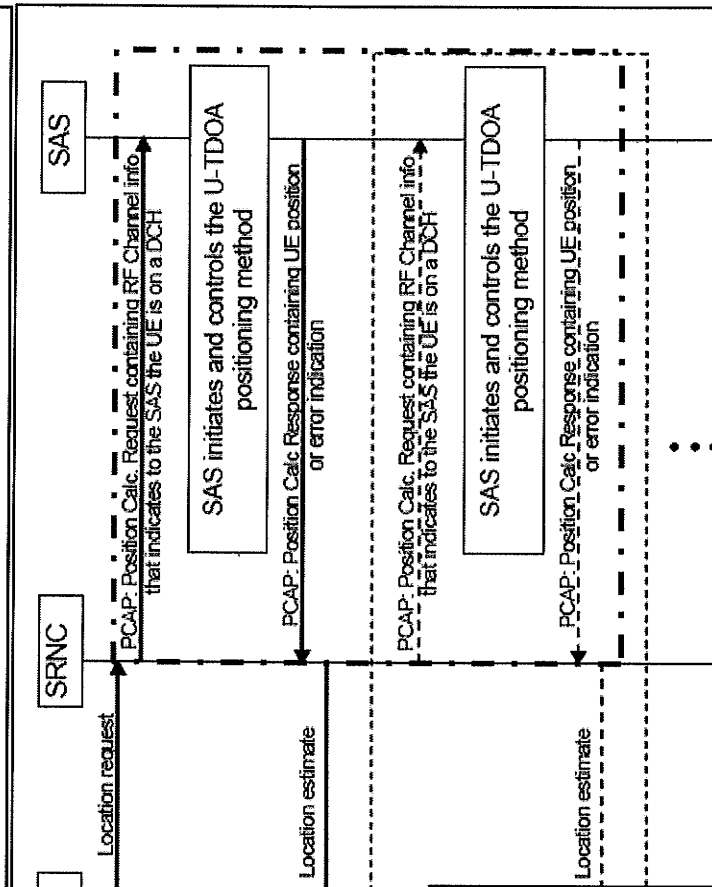 SRNC
SAS
Location request
PCAP: Position Calc. Request containing RF Channel info
that indicates to the SAS the UE is on a DCH
SAS initiates and controls the U-TDOA
positioning method
PCAP: Position Calc Response containing UE position
or error indication
Location estimate
PCAP: Position Calc. Request containing RF Channel info
that indicates to the SAS the UE is on a DCH
SAS initiates and controls the U-TDOA
positioning method
PCAP: Position Calc Response containing UE position
or error indication
Location estimate